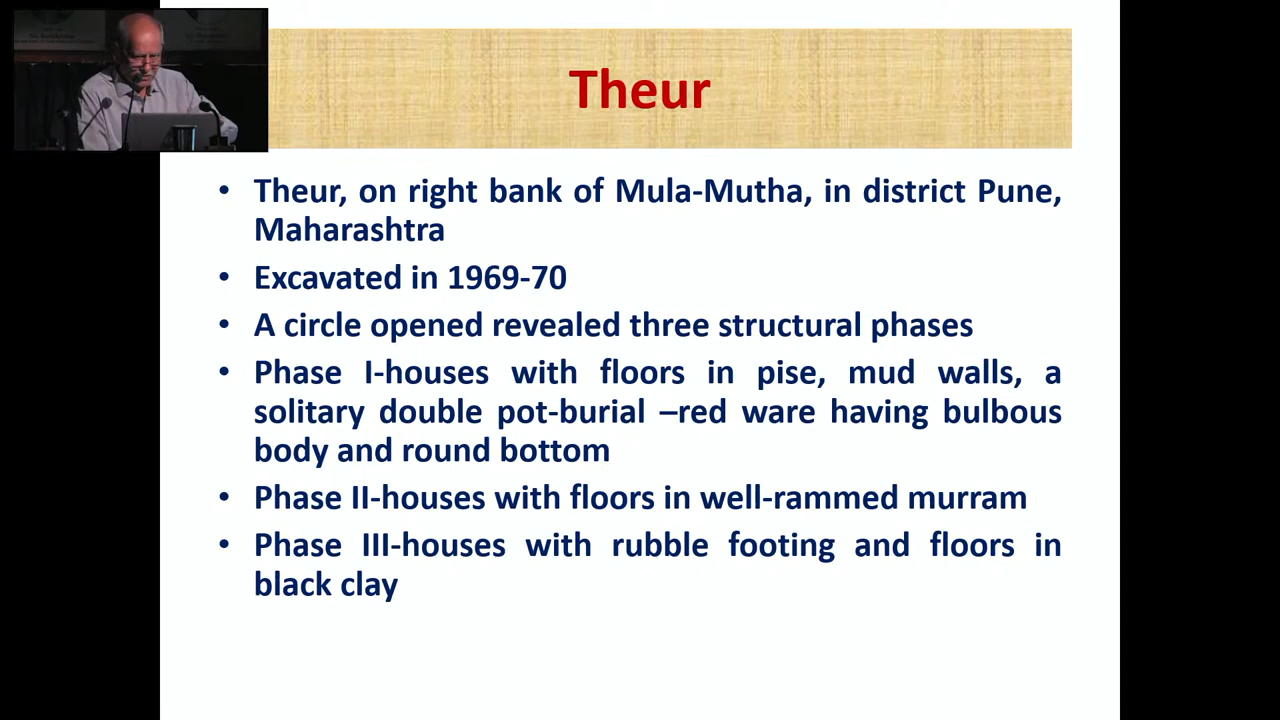 Theur
• Theur, on right bank of Mula-Mutha, in district Pune,
Maharashtra
• Excavated in 1969-70
• A circle opened revealed three structural phases
• Phase I-houses with floors in pise, mud walls, a
solitary double pot-burial –red ware having bulbous
body and round bottom
• Phase II-houses with floors in well-rammed murram
• Phase III-houses with rubble footing and floors in
black clay